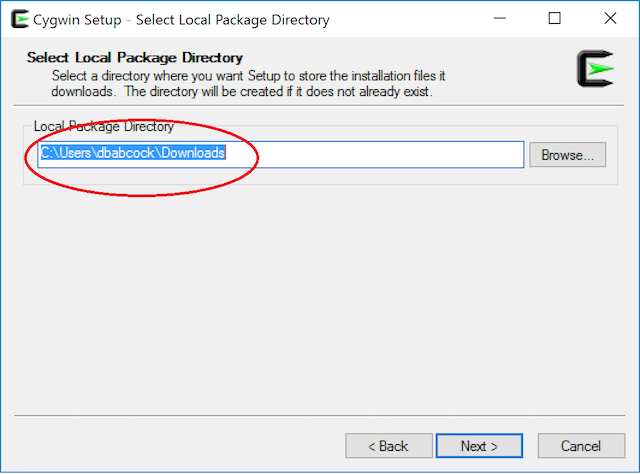 Cygwin Setup - Select Local Package Directory
Select Local Package Directory
Select a directory where you want Setup to store the installation files it
downloads. The directory will be created if it does not already exist.
Local Package Directory
C:\Users\dbabcock\Downloads
Browse...
< Back
Next >
Cancel